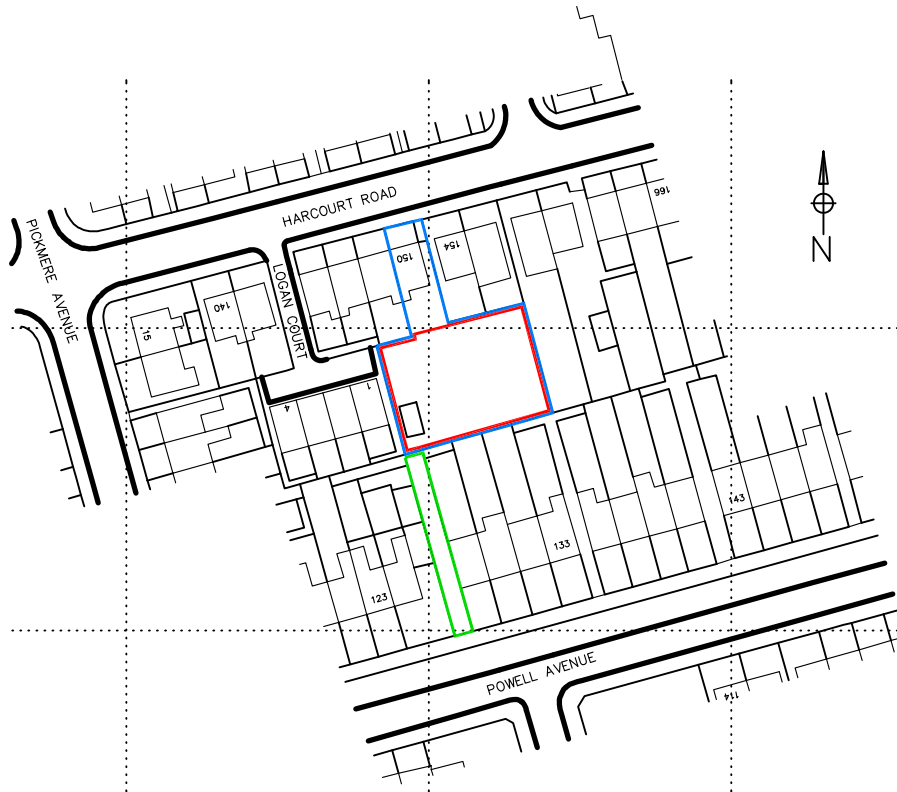 HARCOURT ROAD
166
154
150
PICKMERE AVENUE
LOGAN COURT
140
15
1
4
143
133
123
POWELL AVENUE
114
N